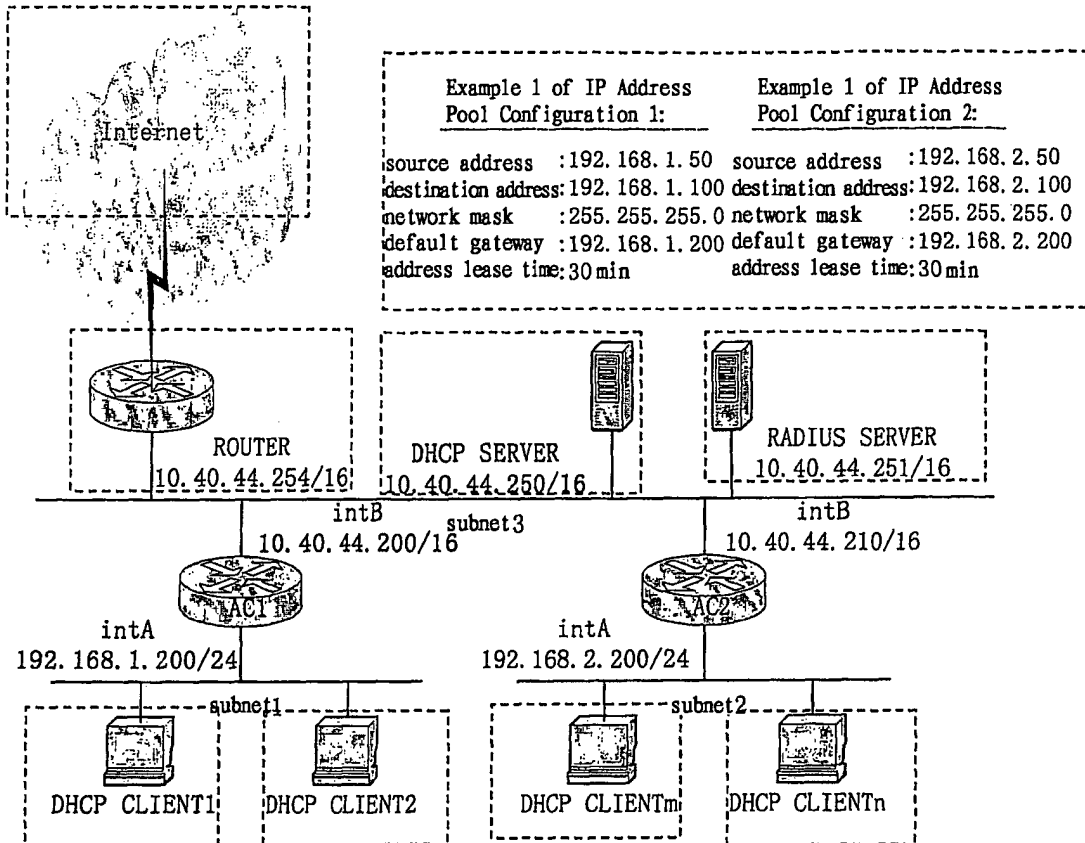 Internet
Example 1 of IP Address
Pool Configuration 1:
source address :192.168.1.50
destination address:192.168.1.100
network mask :255.255.255.0
default gateway :192.168.1.200
address lease time:30min
Example 1 of IP Address
Pool Configuration 2:
source address :192.168.2.50
destination address:192.168.2.100
network mask :255.255.255.0
default gateway :192.168.2.200
address lease time:30min
ROUTER
10.40.44.254/16
DHCP SERVER
10.40.44.250/16
RADIUS SERVER
10.40.44.251/16
subnet3
intB
10.40.44.200/16
intB
10.40.44.210/16
AC1
AC2
intA
192.168.1.200/24
intA
192.168.2.200/24
subnet1
subnet2
DHCP CLIENT1
DHCP CLIENT2
DHCP CLIENTm
DHCP CLIENTn